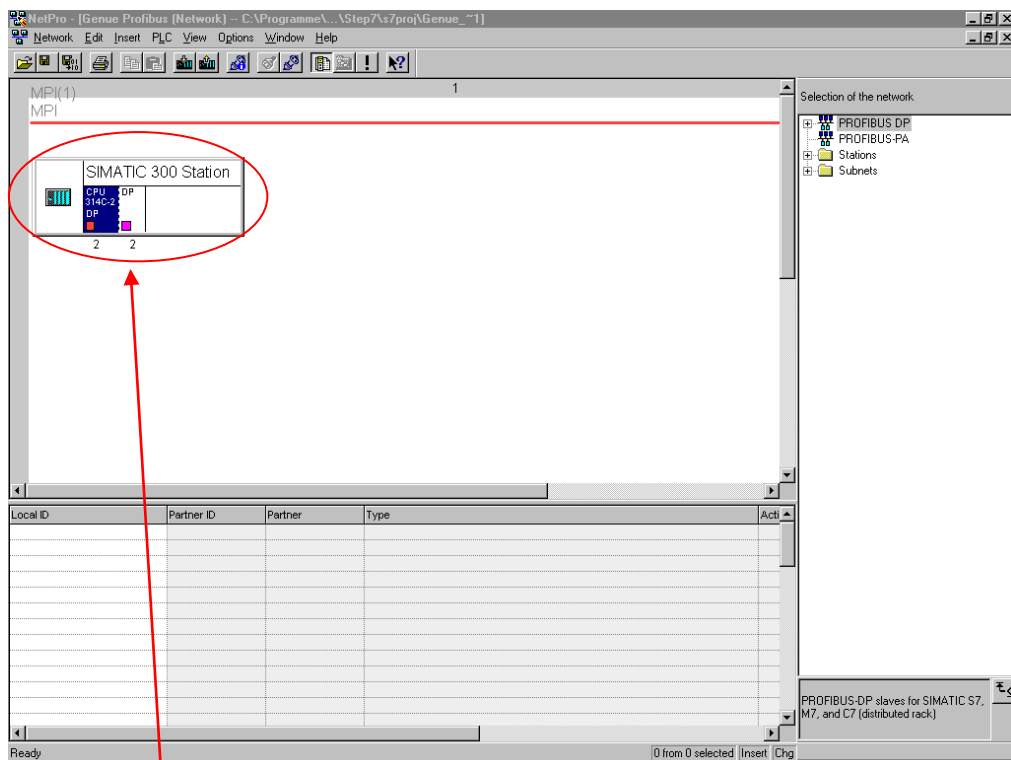 NetPro - [Genue Profibus (Network) -- C:\Programme\...\Step7\s7proj\Genue_~1]
Network Edit Insert PLC View Options Window Help
MPI(1)
MPI
1
SIMATIC 300 Station
CPU 314C-2 DP
DP
2 2
Selection of the network
PROFIBUS DP
PROFIBUS-PA
Stations
Subnets
Local ID Partner ID Partner Type Acti
PROFIBUS-DP slaves for SIMATIC S7,
M7, and C7 (distributed rack)
Ready 0 from 0 selected Insert Chg